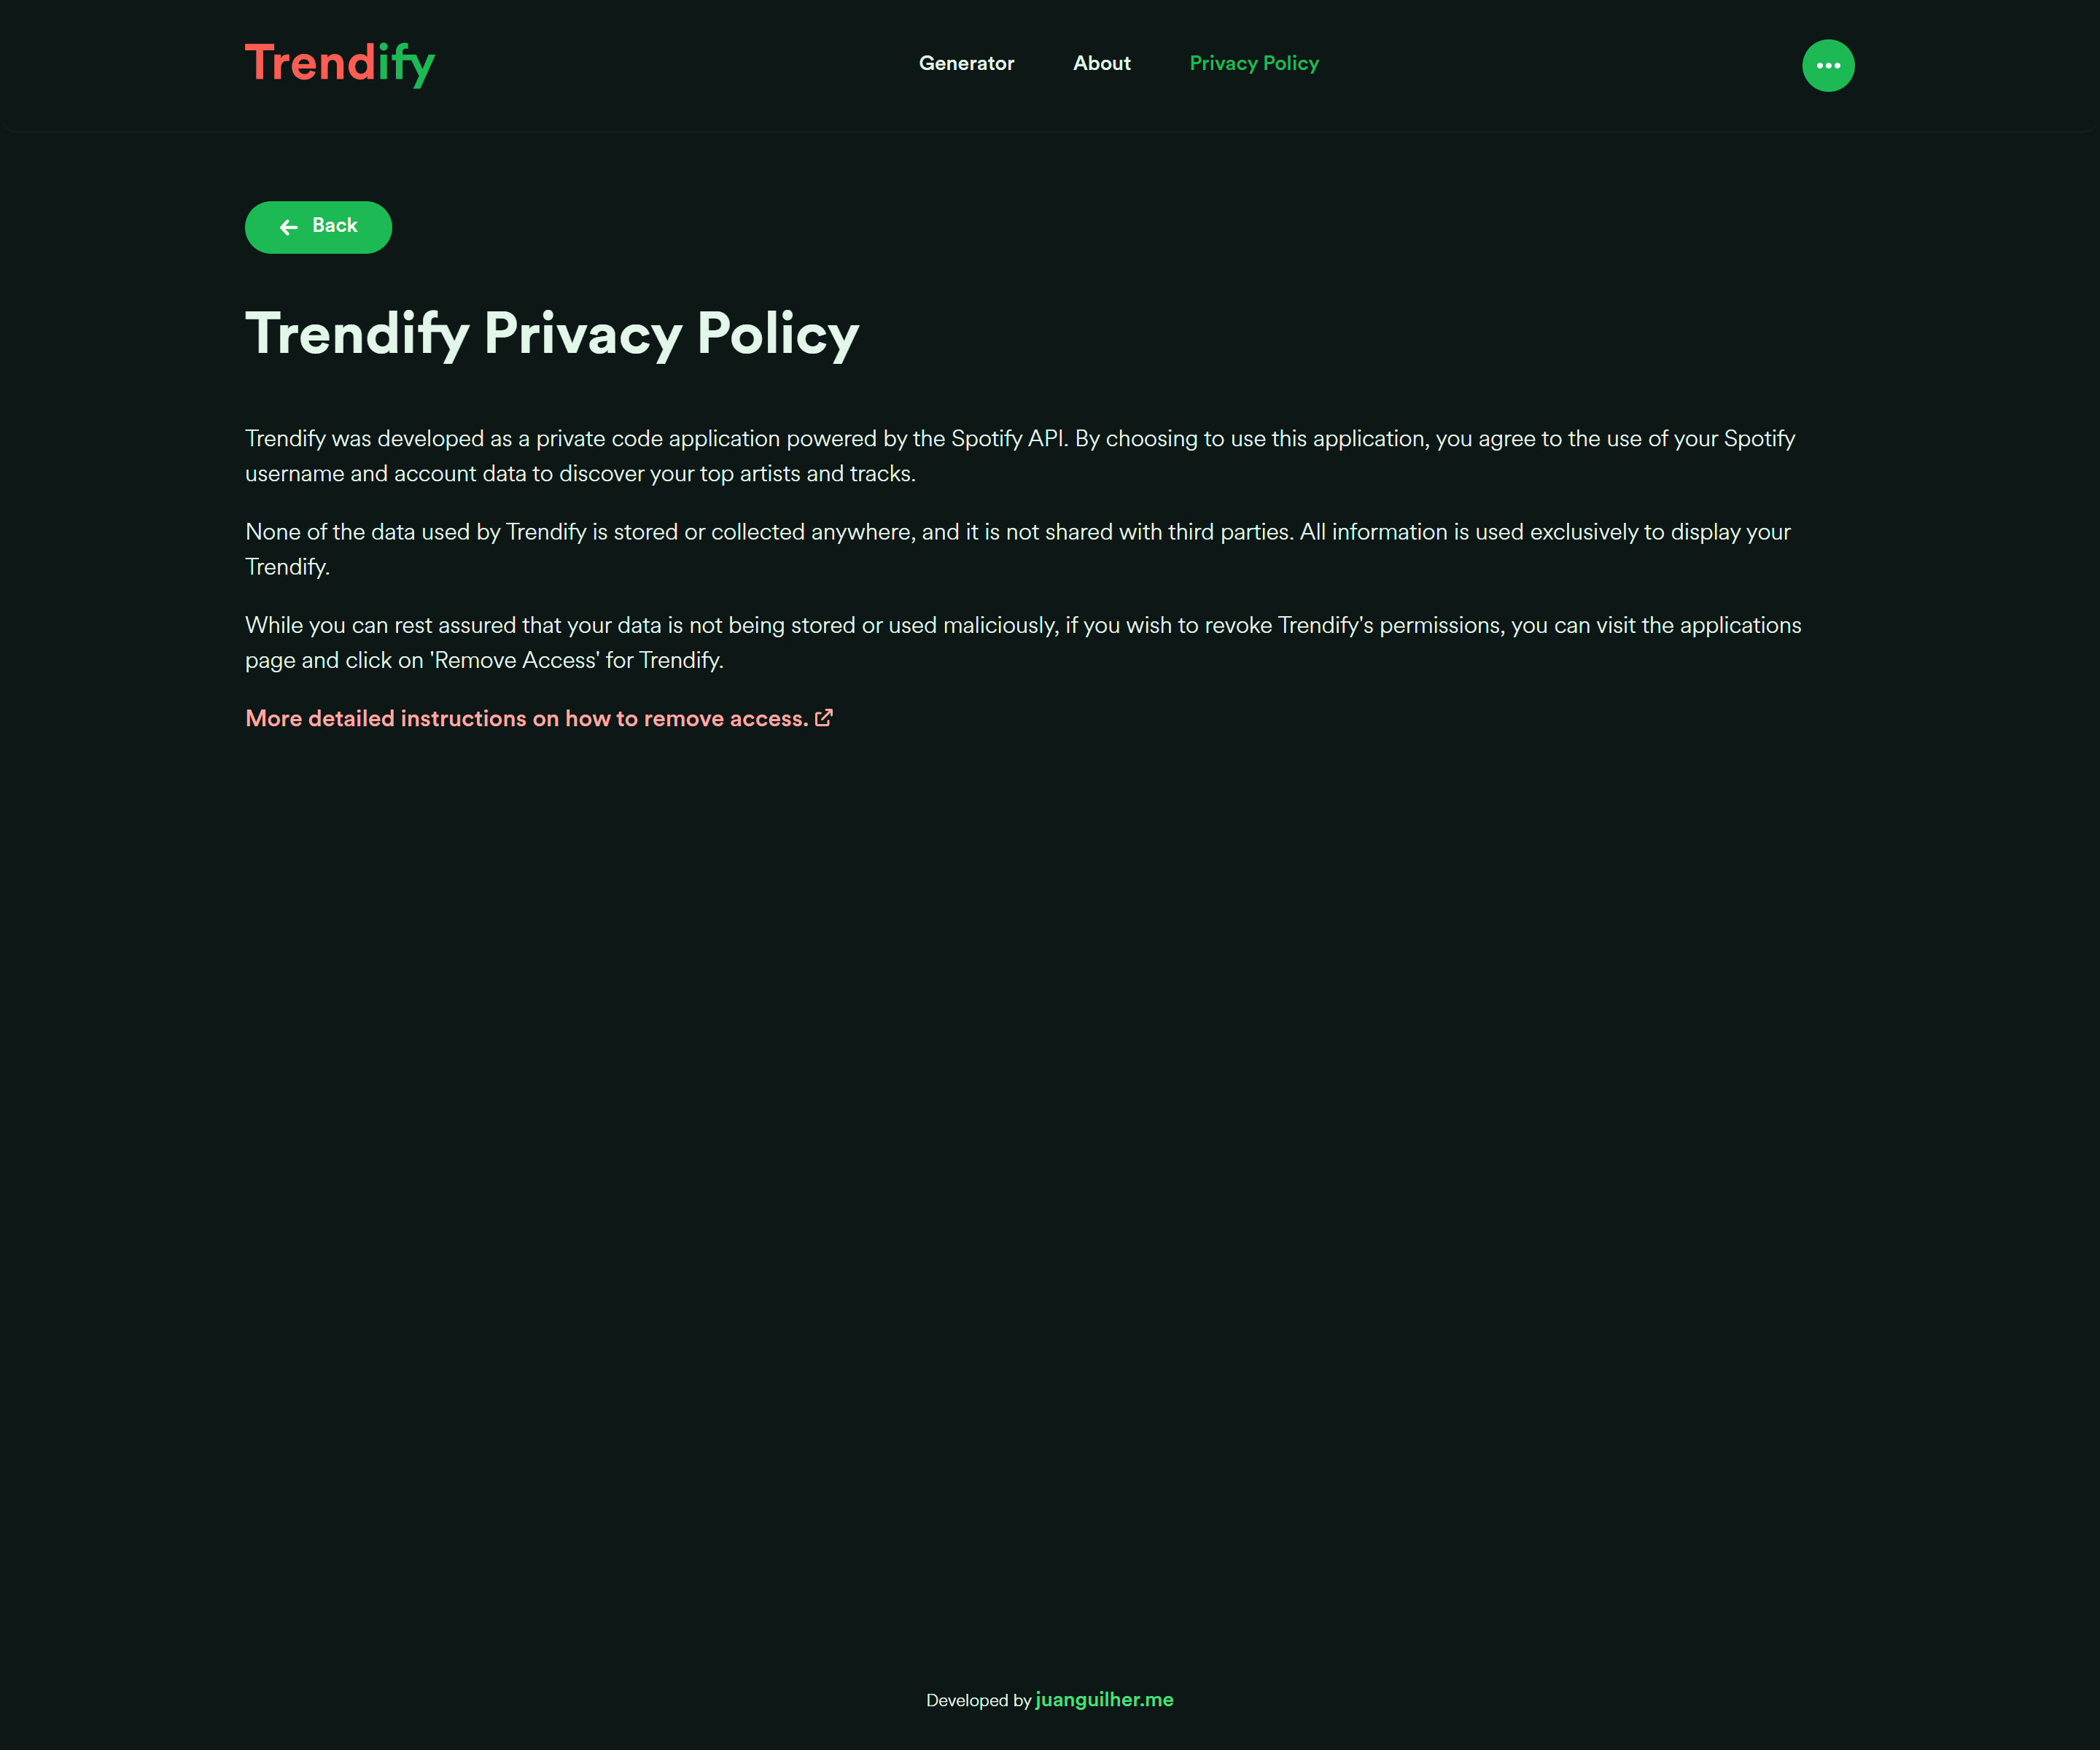 Trendify
Generator
About
Privacy Policy
Back
Trendify Privacy Policy
Trendify was developed as a private code application powered by the Spotify API. By choosing to use this application, you agree to the use of your Spotify
username and account data to discover your top artists and tracks.
None of the data used by Trendify is stored or collected anywhere, and it is not shared with third parties. All information is used exclusively to display your
Trendify.
While you can rest assured that your data is not being stored or used maliciously, if you wish to revoke Trendify's permissions, you can visit the applications
page and click on 'Remove Access' for Trendify.
More detailed instructions on how to remove access.
Developed by juanguilher.me